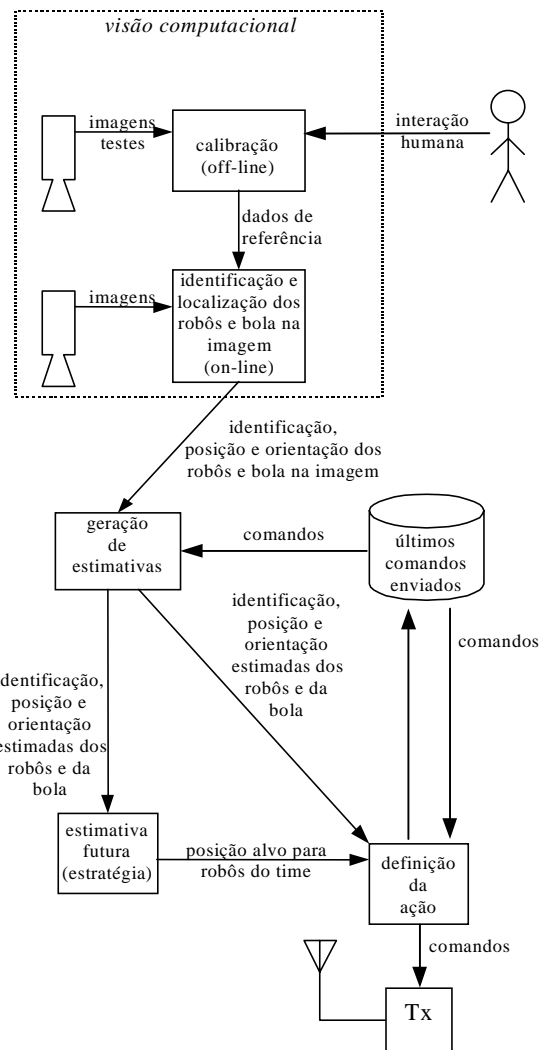 visão computacional
imagens
testes
calibração
(off-line)
interação
humana
dados de
referência
imagens
identificação e
localização dos
robôs e bola na
imagem
(on-line)
identificação,
posição e orientação dos
robôs e bola na imagem
geração
de
estimativas
comandos
últimos
comandos
enviados
identificação,
posição e
orientação
estimadas dos
robôs e da
bola
comandos
dentificação,
posição e
orientação
estimadas dos
robôs e da
bola
estimativa
futura
(estratégia)
posição alvo para
robôs do time
definição
da
ação
comandos
Tx